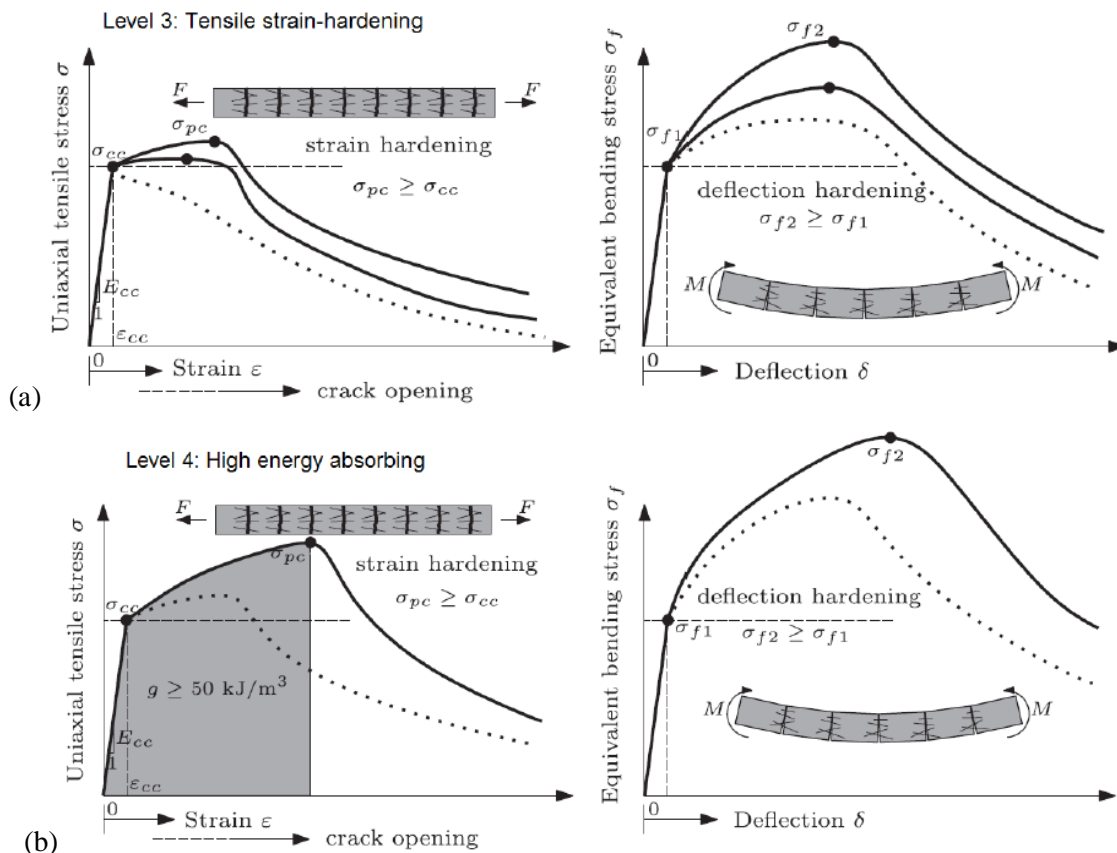 Level 3: Tensile strain-hardening
Uniaxial tensile stress σ
F
F
σpc
σcc
strain hardening
σpc ≥ σcc
Ecc
1
εcc
0
Strain ε
crack opening
(a)
Equivalent bending stress σf
σf2
σf1
deflection hardening
σf2 ≥ σf1
M
M
0
Deflection δ
Level 4: High energy absorbing
Uniaxial tensile stress σ
F
F
σpc
strain hardening
σpc ≥ σcc
σcc
g ≥ 50 kJ/m³
Ecc
1
εcc
0
Strain ε
crack opening
(b)
Equivalent bending stress σf
σf2
deflection hardening
σf1
σf2 ≥ σf1
M
M
0
Deflection δ